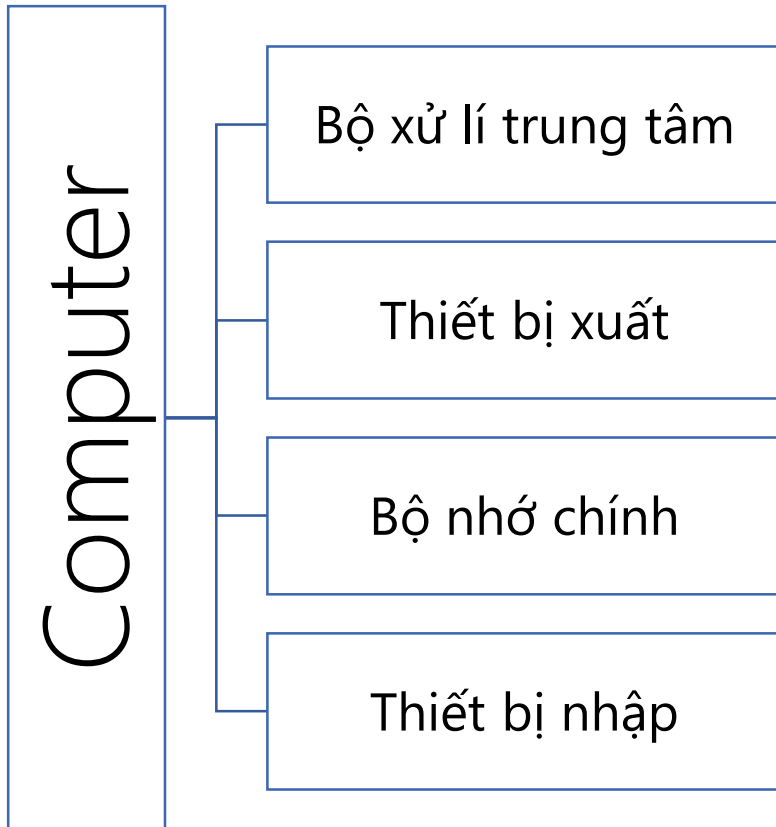 Computer
Bộ xử lí trung tâm
Thiết bị xuất
Bộ nhớ chính
Thiết bị nhập